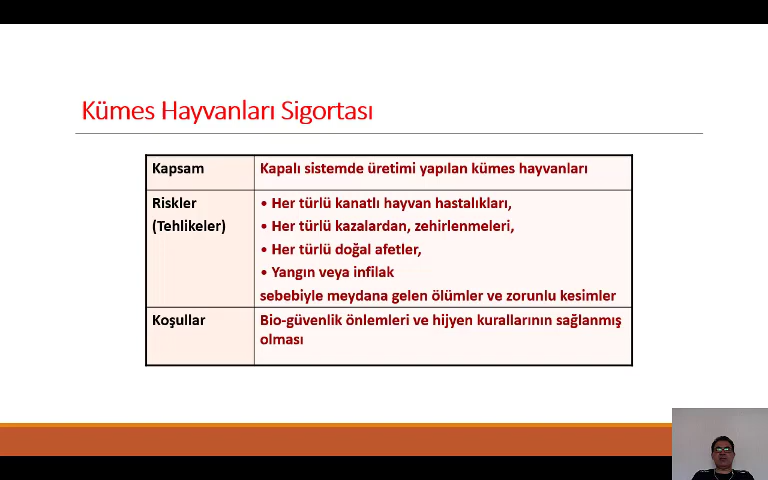 Kümes Hayvanları Sigortası
Kapsam
Kapalı sistemde üretimi yapılan kümes hayvanları
Riskler
(Tehlikeler)
• Her türlü kanatlı hayvan hastalıkları,
• Her türlü kazalardan, zehirlenmeleri,
• Her türlü doğal afetler,
• Yangın veya infilak
sebebiyle meydana gelen ölümler ve zorunlu kesimler
Koşullar
Bio-güvenlik önlemleri ve hijyen kurallarının sağlanmış
olması